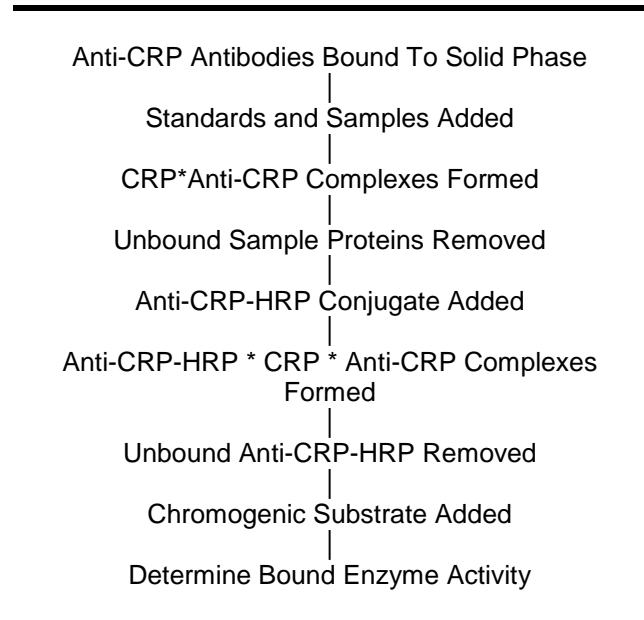 Anti-CRP Antibodies Bound To Solid Phase
Standards and Samples Added
CRP*Anti-CRP Complexes Formed
Unbound Sample Proteins Removed
Anti-CRP-HRP Conjugate Added
Anti-CRP-HRP * CRP * Anti-CRP Complexes
Formed
Unbound Anti-CRP-HRP Removed
Chromogenic Substrate Added
Determine Bound Enzyme Activity